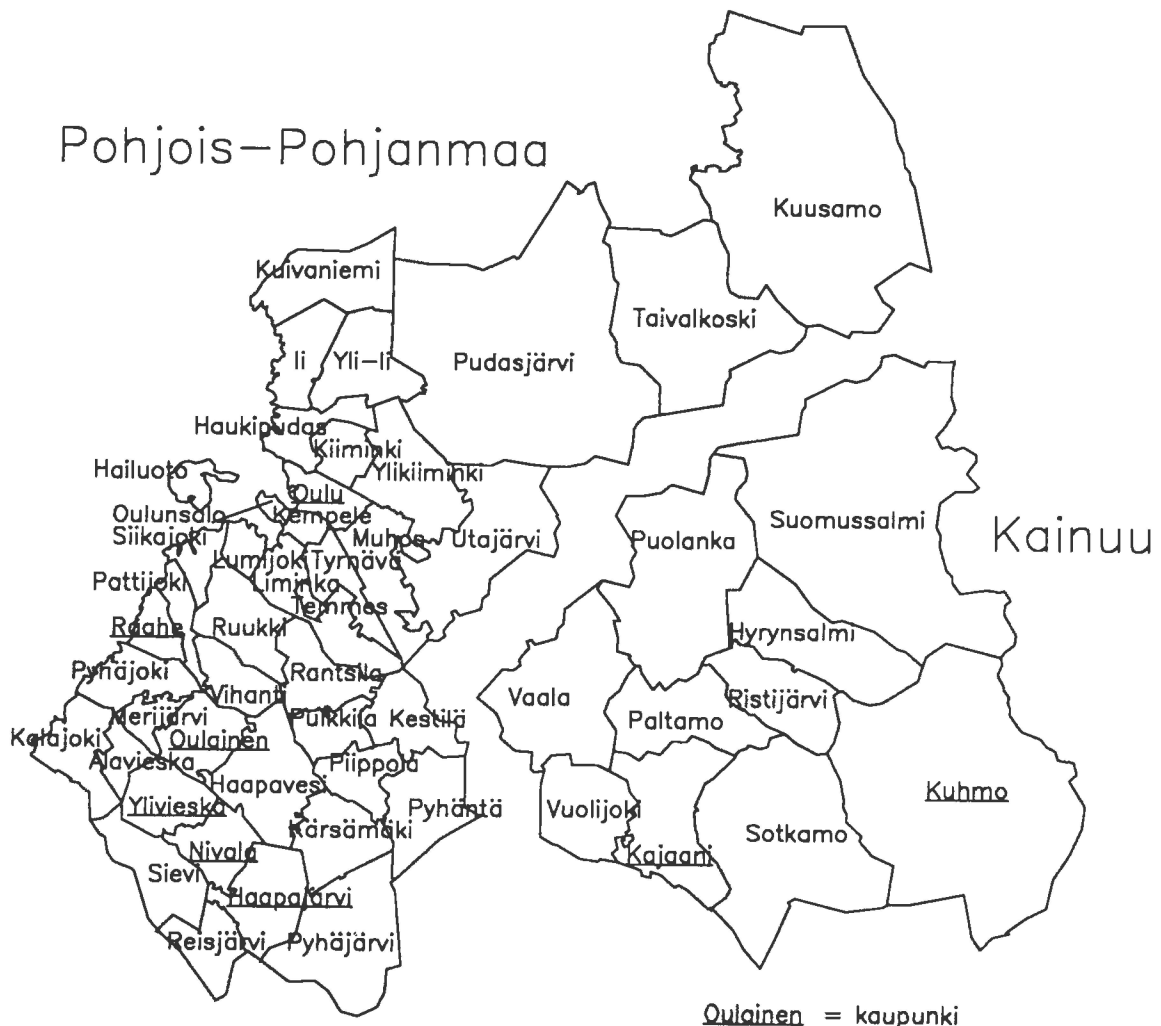 Pohjois-Pohjanmaa
Kuusamo
Kuivaniemi
Taivalkoski
Ii
Yli-Ii
Pudasjärvi
Haukipudas
Kiiminki
Hailuoto
Ylikiiminki
Oulu
Oulunsalo
Kempele
Suomussalmi
Siikajoki
Muhos
Utajärvi
Puolanka
Kainuu
Lumijoki
Tyrnävä
Pattijoki
Liminka
Temmes
Raahe
Ruukki
Hyrynsalmi
Pyhäjoki
Rantsila
Vihanti
Vaala
Ristijärvi
Merijärvi
Pulkkila
Kestilä
Paltamo
Kalajoki
Oulainen
Alavieska
Piippola
Haapavesi
Kuhmo
Ylivieska
Pyhäntä
Vuolijoki
Kärsämäki
Sotkamo
Nivala
Kajaani
Sievi
Haapajärvi
Reisjärvi
Pyhäjärvi
Oulainen = kaupunki